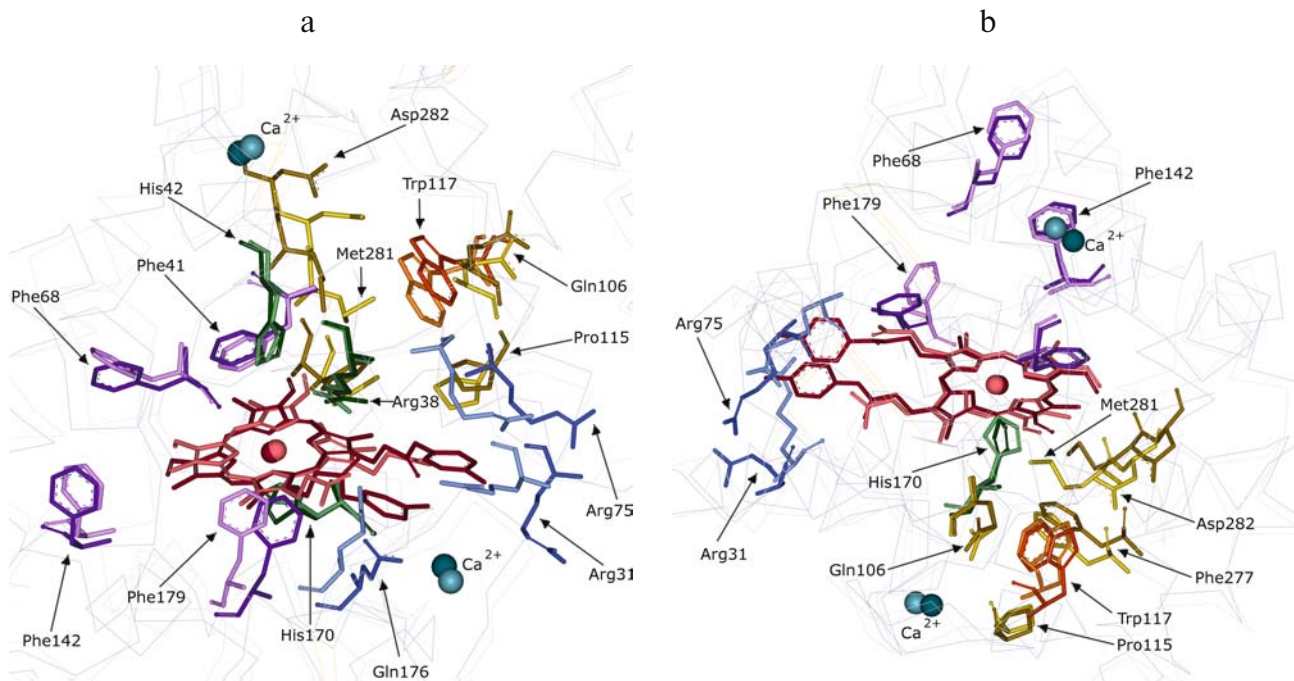 a
b
Ca 2+
Asp282
His42
Trp117
Phe41
Met281
Phe68
Gln106
Pro115
Arg38
Arg75
Ca 2+
Arg31
Phe179
His170
Phe142
Gln176
Phe68
Phe142
Phe179
Ca 2+
Arg75
Met281
His170
Arg31
Asp282
Gln106
Phe277
Ca 2+
Trp117
Pro115